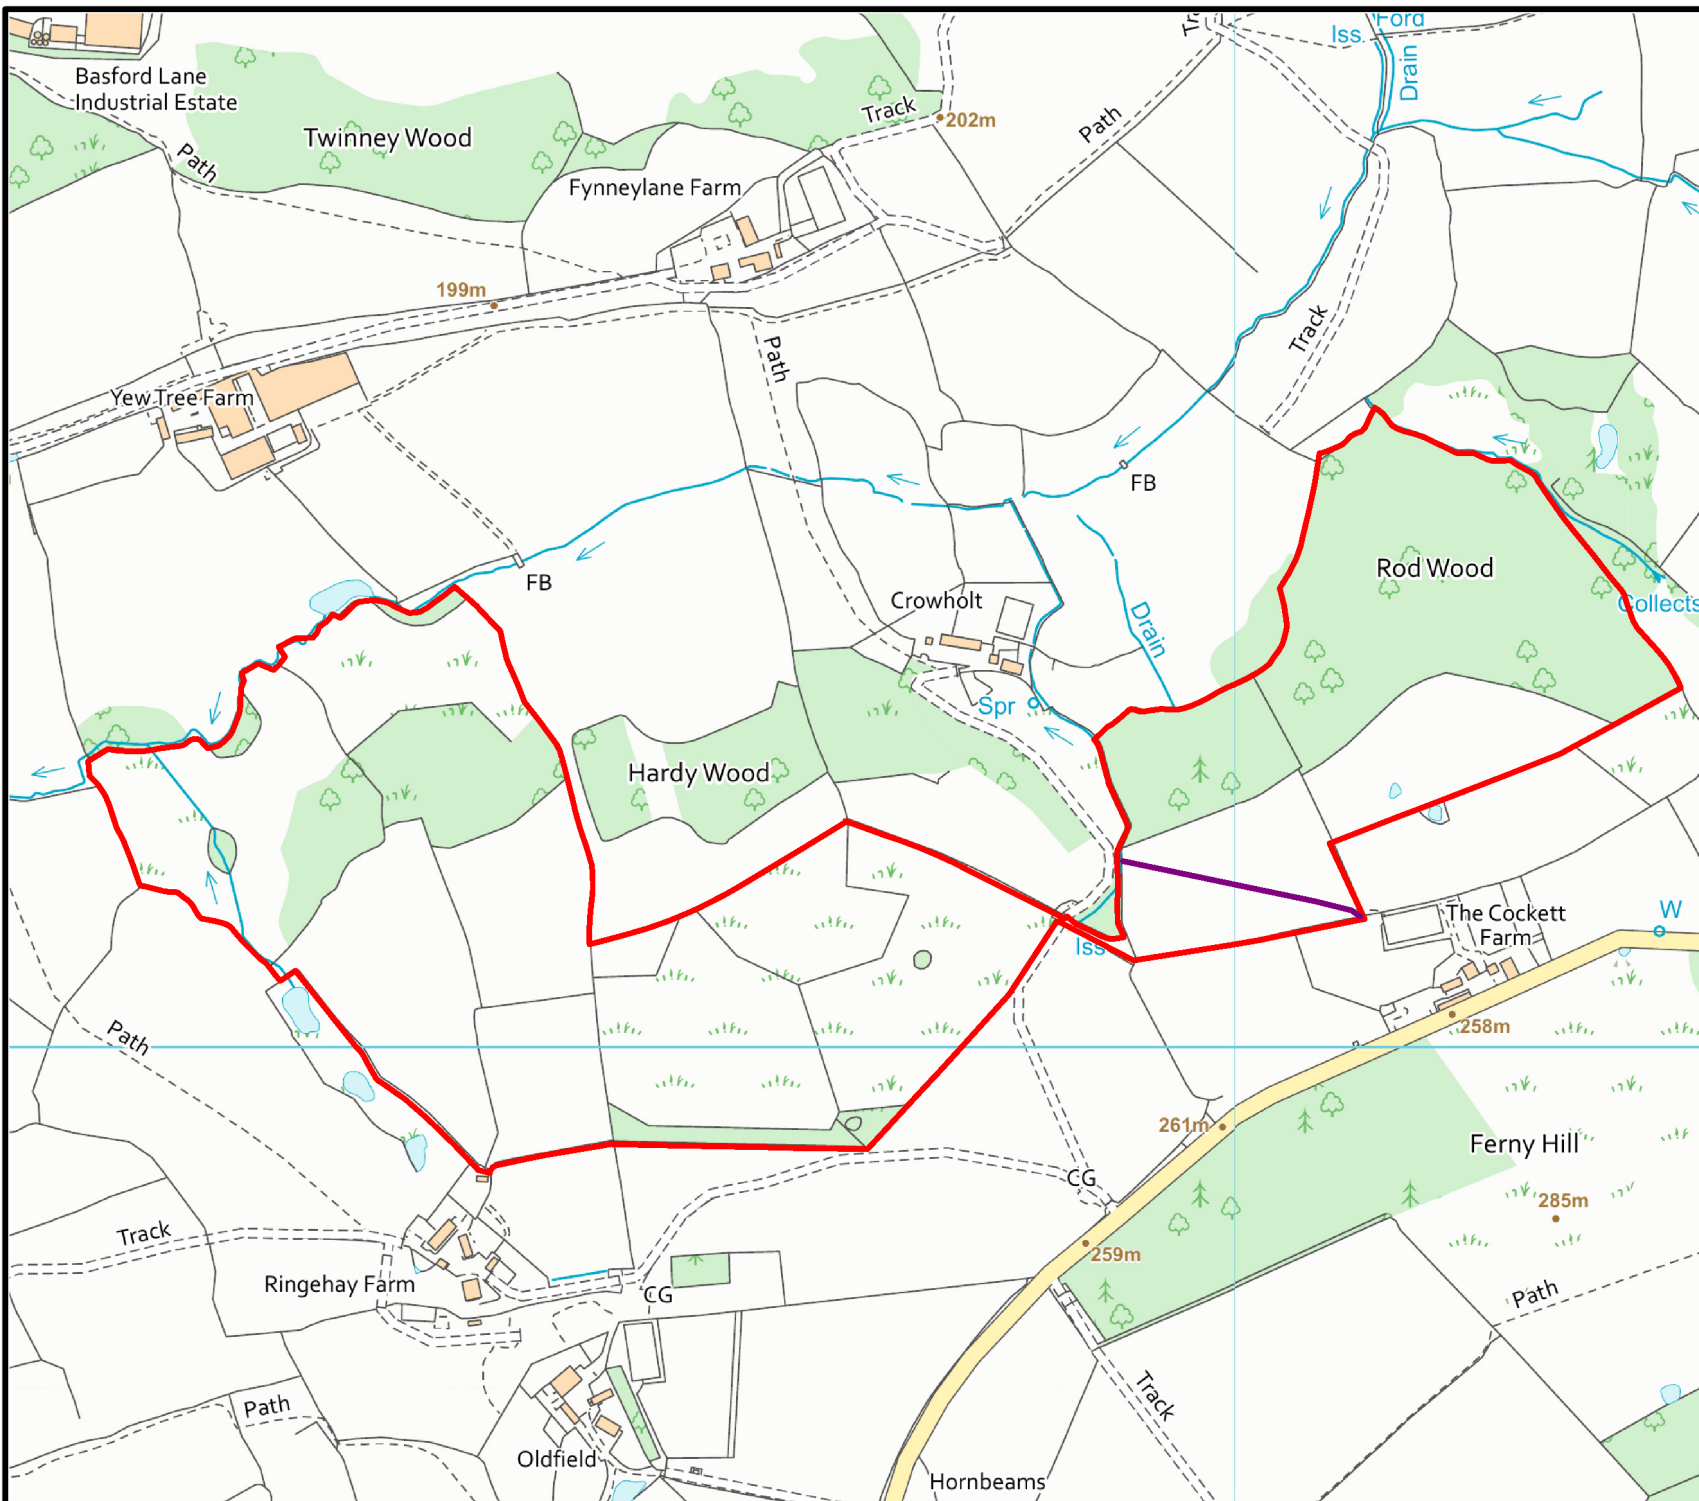 Ford
Iss
Tr
Drain
Basford Lane
Industrial Estate
Twinney Wood
Track
202m
Path
Path
Fynneylane Farm
199m
Track
Path
Yew Tree Farm
FB
FB
Rod Wood
Crowholt
Collects
Drain
Spr
Hardy Wood
The Cockett
Farm
W
Iss
258m
Path
261m
Ferny Hill
CG
285m
Track
259m
Ringehay Farm
CG
Path
Path
Track
Oldfield
Hornbeams